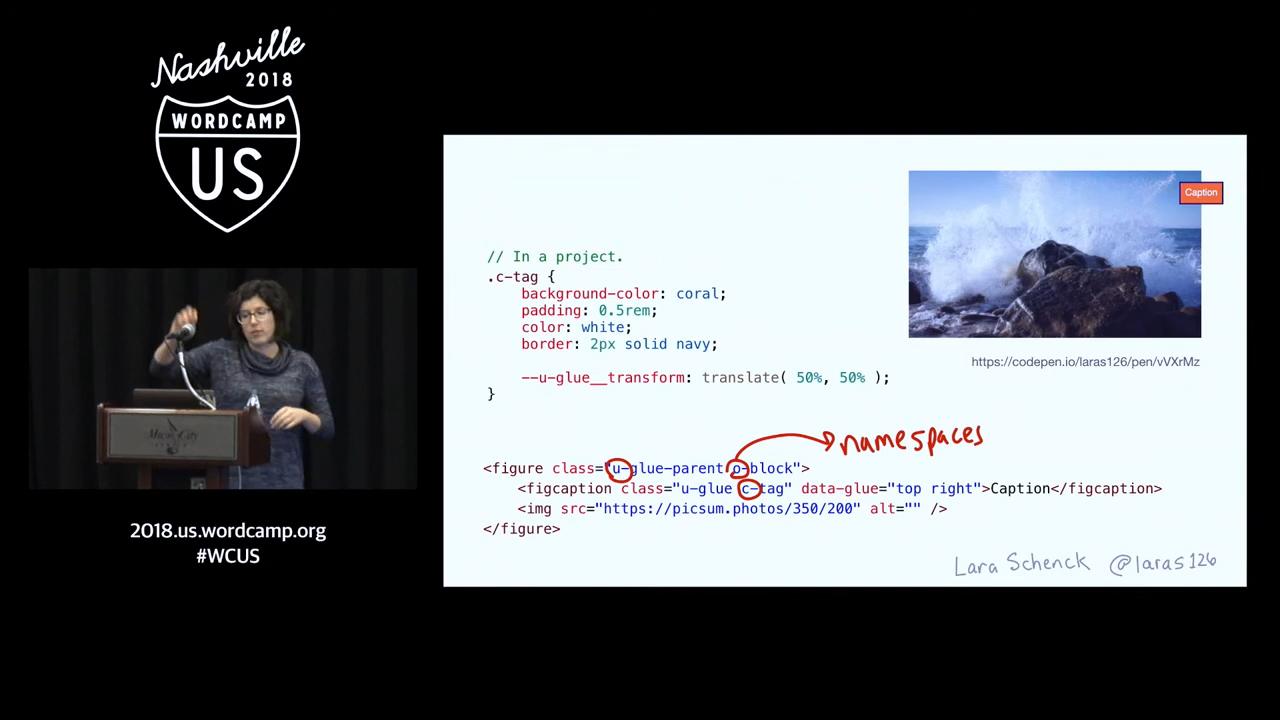 Nashville
2018
WORDCAMP
US
2018.us.wordcamp.org
#WCUS
Caption
https://codepen.io/laras126/pen/vVXrMz
// In a project.
.c-tag {
background-color: coral;
padding: 0.5rem;
color: white;
border: 2px solid navy;
--u-glue__transform: translate( 50%, 50% );
}
namespaces
<figure class="u-glue-parent o-block">
<figcaption class="u-glue c-tag" data-glue="top right">Caption</figcaption>
<img src="https://picsum.photos/350/200" alt="" />
</figure>
Lara Schenck @laras126